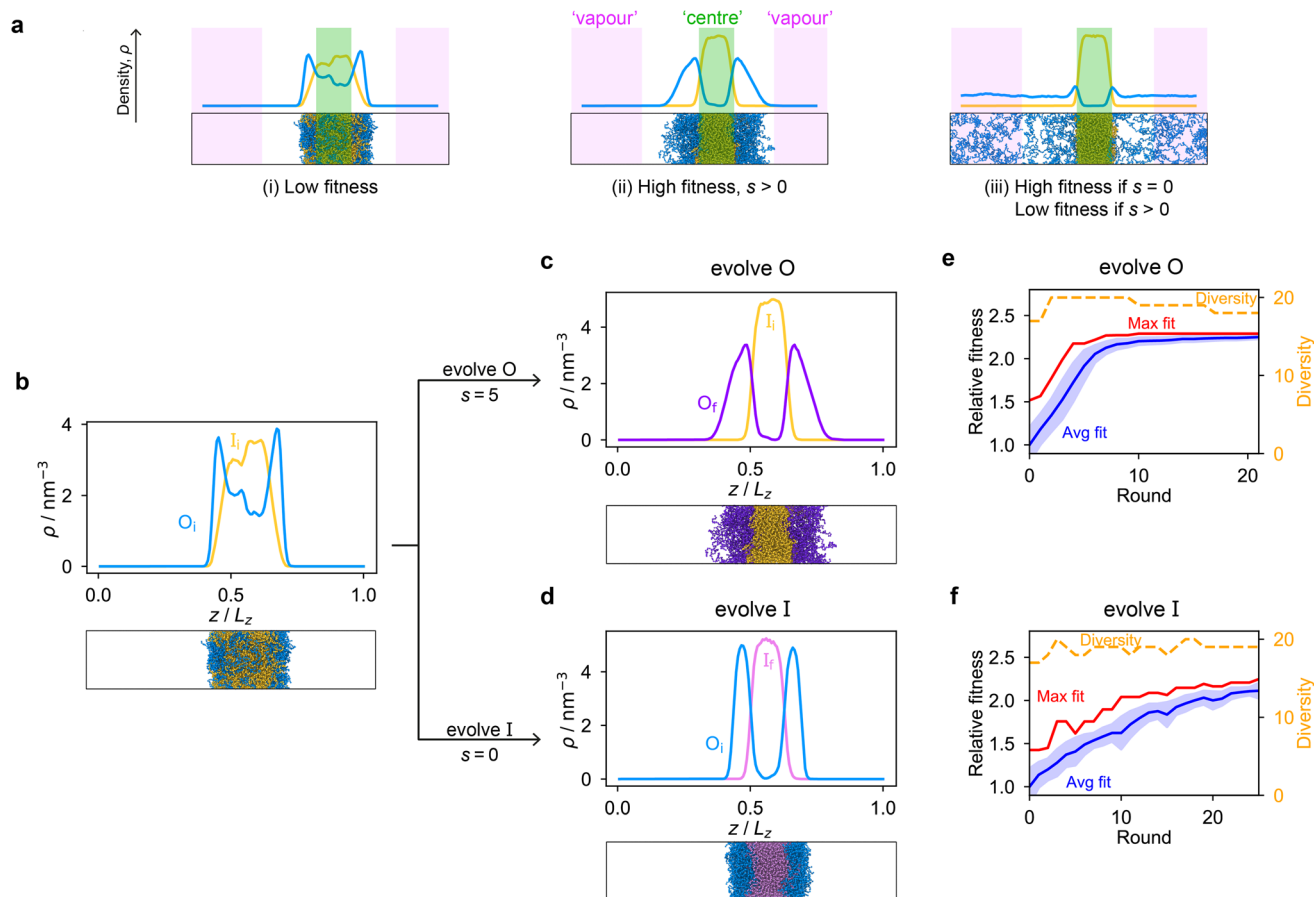 a
Density, ρ
'vapour' 'centre' 'vapour'
(i) Low fitness
(ii) High fitness, s > 0
(iii) High fitness if s = 0
Low fitness if s > 0
b
ρ / nm⁻³
4
2
0
Iᵢ
Oᵢ
0.0 0.5 1.0
z / L_z
evolve O
s = 5
evolve I
s = 0
c
evolve O
ρ / nm⁻³
4
2
0
Iᵢ
O_f
0.0 0.5 1.0
z / L_z
d
evolve I
ρ / nm⁻³
4
2
0
I_f
Oᵢ
0.0 0.5 1.0
z / L_z
e
evolve O
Relative fitness
2.5
2.0
1.5
1.0
Diversity
Max fit
Avg fit
20
15
10
5
0
Diversity
0 10 20
Round
f
evolve I
Relative fitness
2.5
2.0
1.5
1.0
Diversity
Max fit
Avg fit
20
15
10
5
0
Diversity
0 10 20
Round